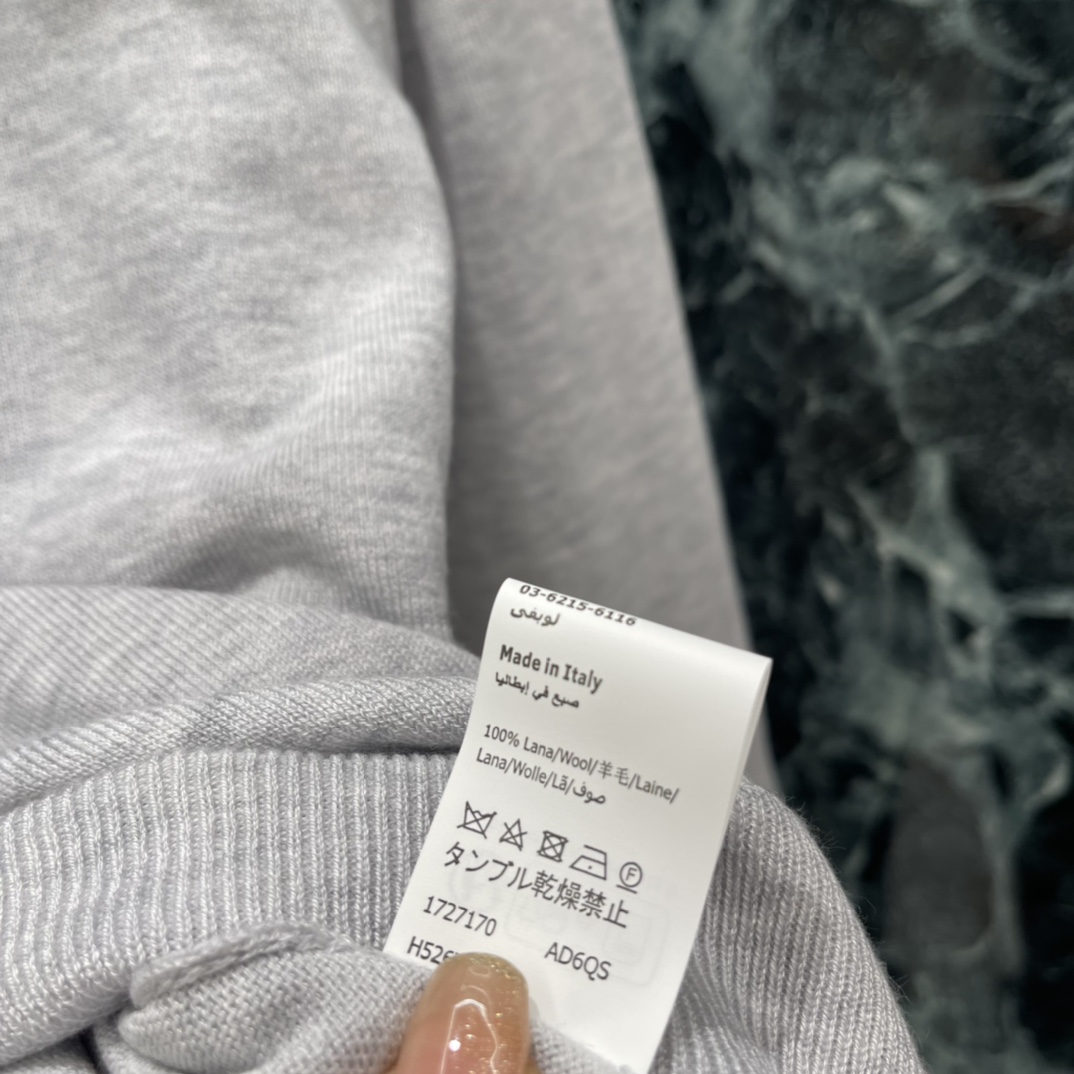 03-6215-6116
لويفى
Made in Italy
صنع في إيطاليا
100% Lana/Wool/羊毛/Laine/
Lana/Wolle/Lã/صوف
F
タンブル乾燥禁止
1727170 AD6QS